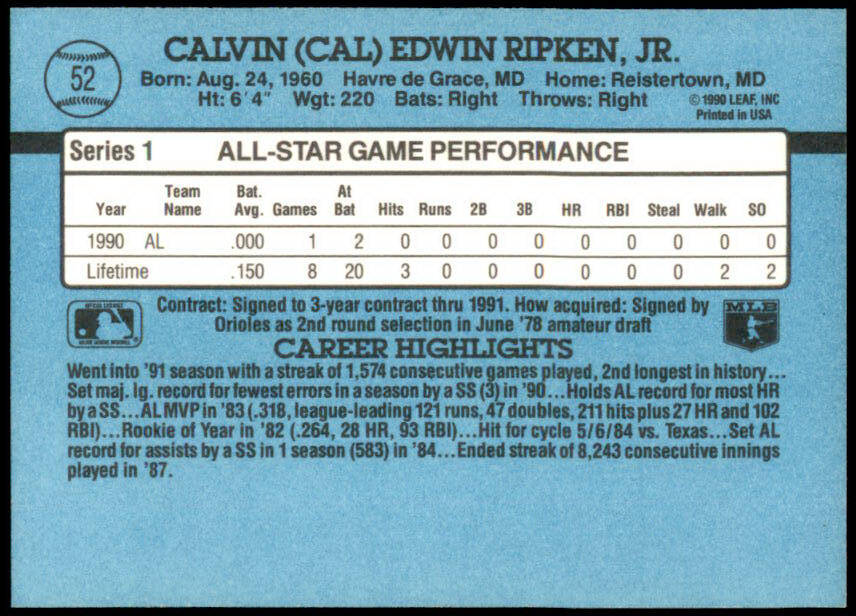 52
CALVIN (CAL) EDWIN RIPKEN, JR.
Born: Aug. 24, 1960 Havre de Grace, MD Home: Reistertown, MD
Ht: 6' 4" Wgt: 220 Bats: Right Throws: Right
© 1990 LEAF, INC
Printed in USA
Series 1 ALL-STAR GAME PERFORMANCE
Year Team Name Bat. Avg. Games At Bat Hits Runs 2B 3B HR RBI Steal Walk SO
1990 AL .000 1 2 0 0 0 0 0 0 0 0 0
Lifetime .150 8 20 3 0 0 0 0 0 0 2 2
Contract: Signed to 3-year contract thru 1991. How acquired: Signed by
Orioles as 2nd round selection in June '78 amateur draft
MLB
CAREER HIGHLIGHTS
Went into '91 season with a streak of 1,574 consecutive games played, 2nd longest in history...
Set maj. lg. record for fewest errors in a season by a SS (3) in '90...Holds AL record for most HR
by a SS...AL MVP in '83 (.318, league-leading 121 runs, 47 doubles, 211 hits plus 27 HR and 102
RBI)...Rookie of Year in '82 (.264, 28 HR, 93 RBI)...Hit for cycle 5/6/84 vs. Texas...Set AL
record for assists by a SS in 1 season (583) in '84...Ended streak of 8,243 consecutive innings
played in '87.